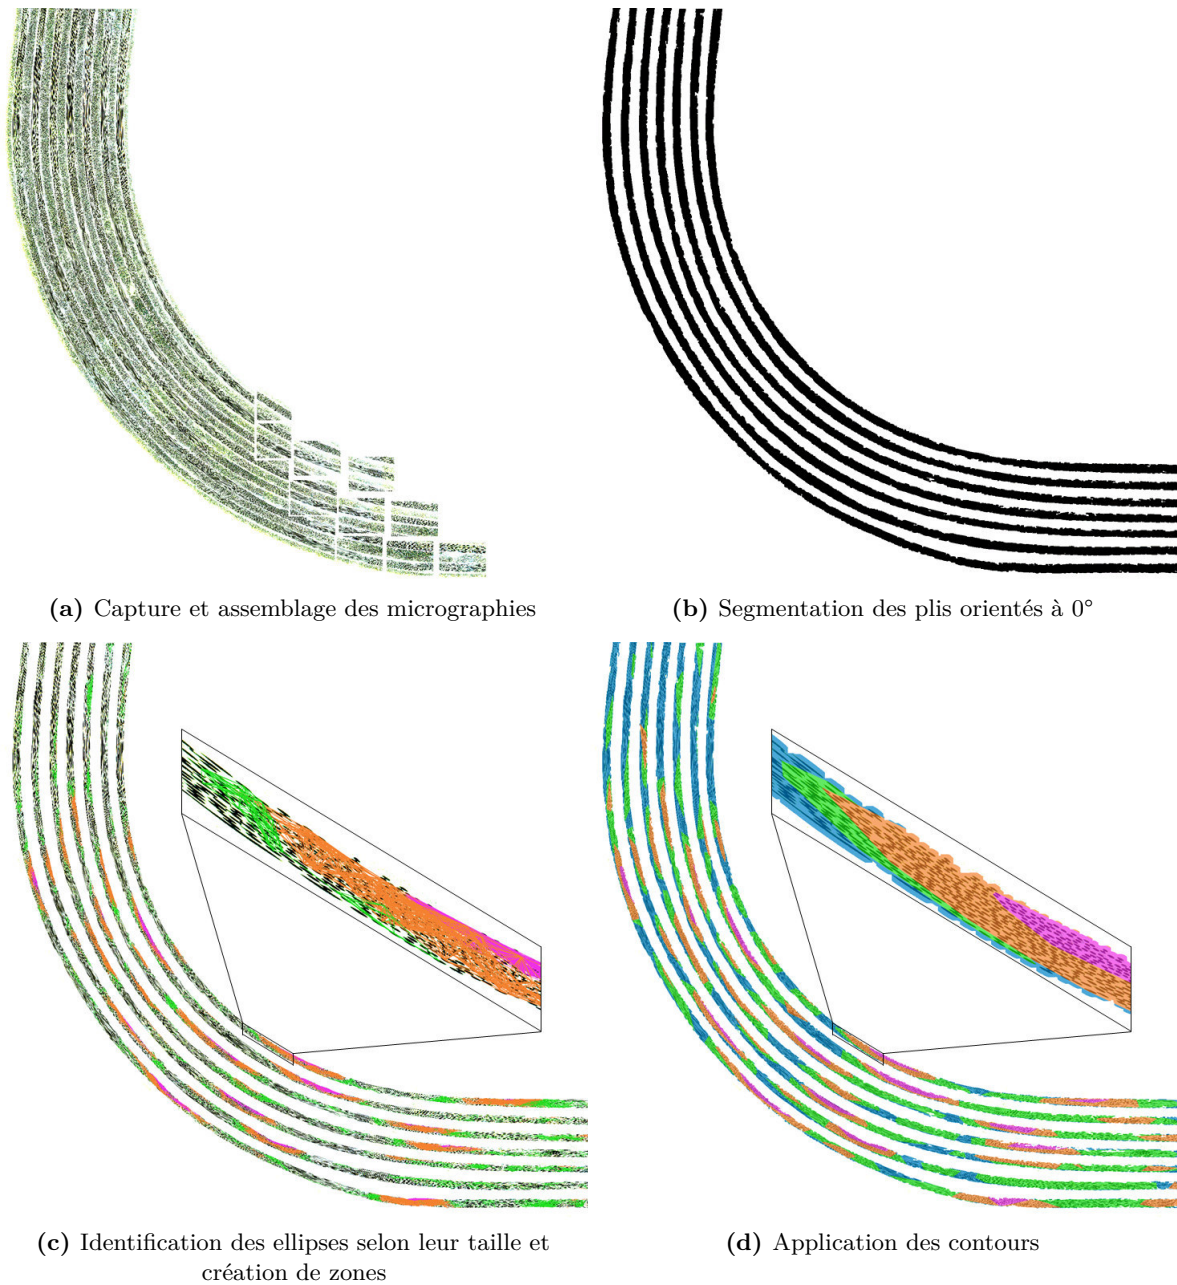 (a) Capture et assemblage des micrographies
(b) Segmentation des plis orientés à 0°
(c) Identification des ellipses selon leur taille et
création de zones
(d) Application des contours